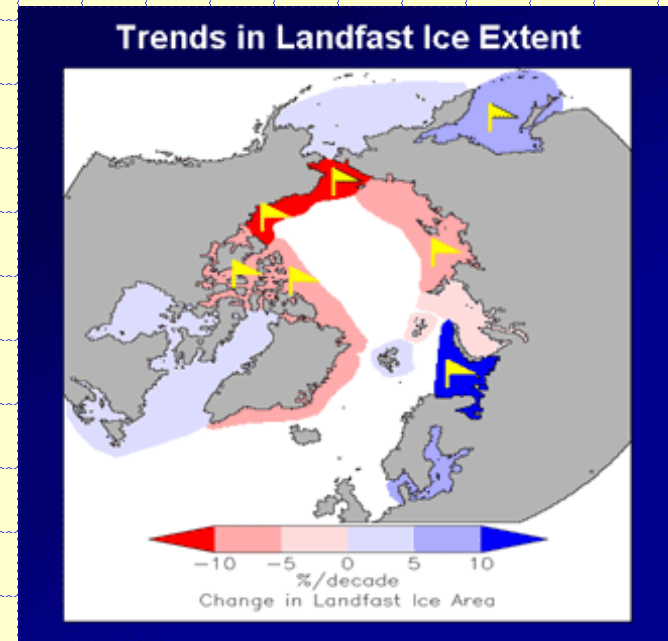 Trends in Landfast Ice Extent
−10 −5 0 5 10
%/decade
Change in Landfast Ice Area